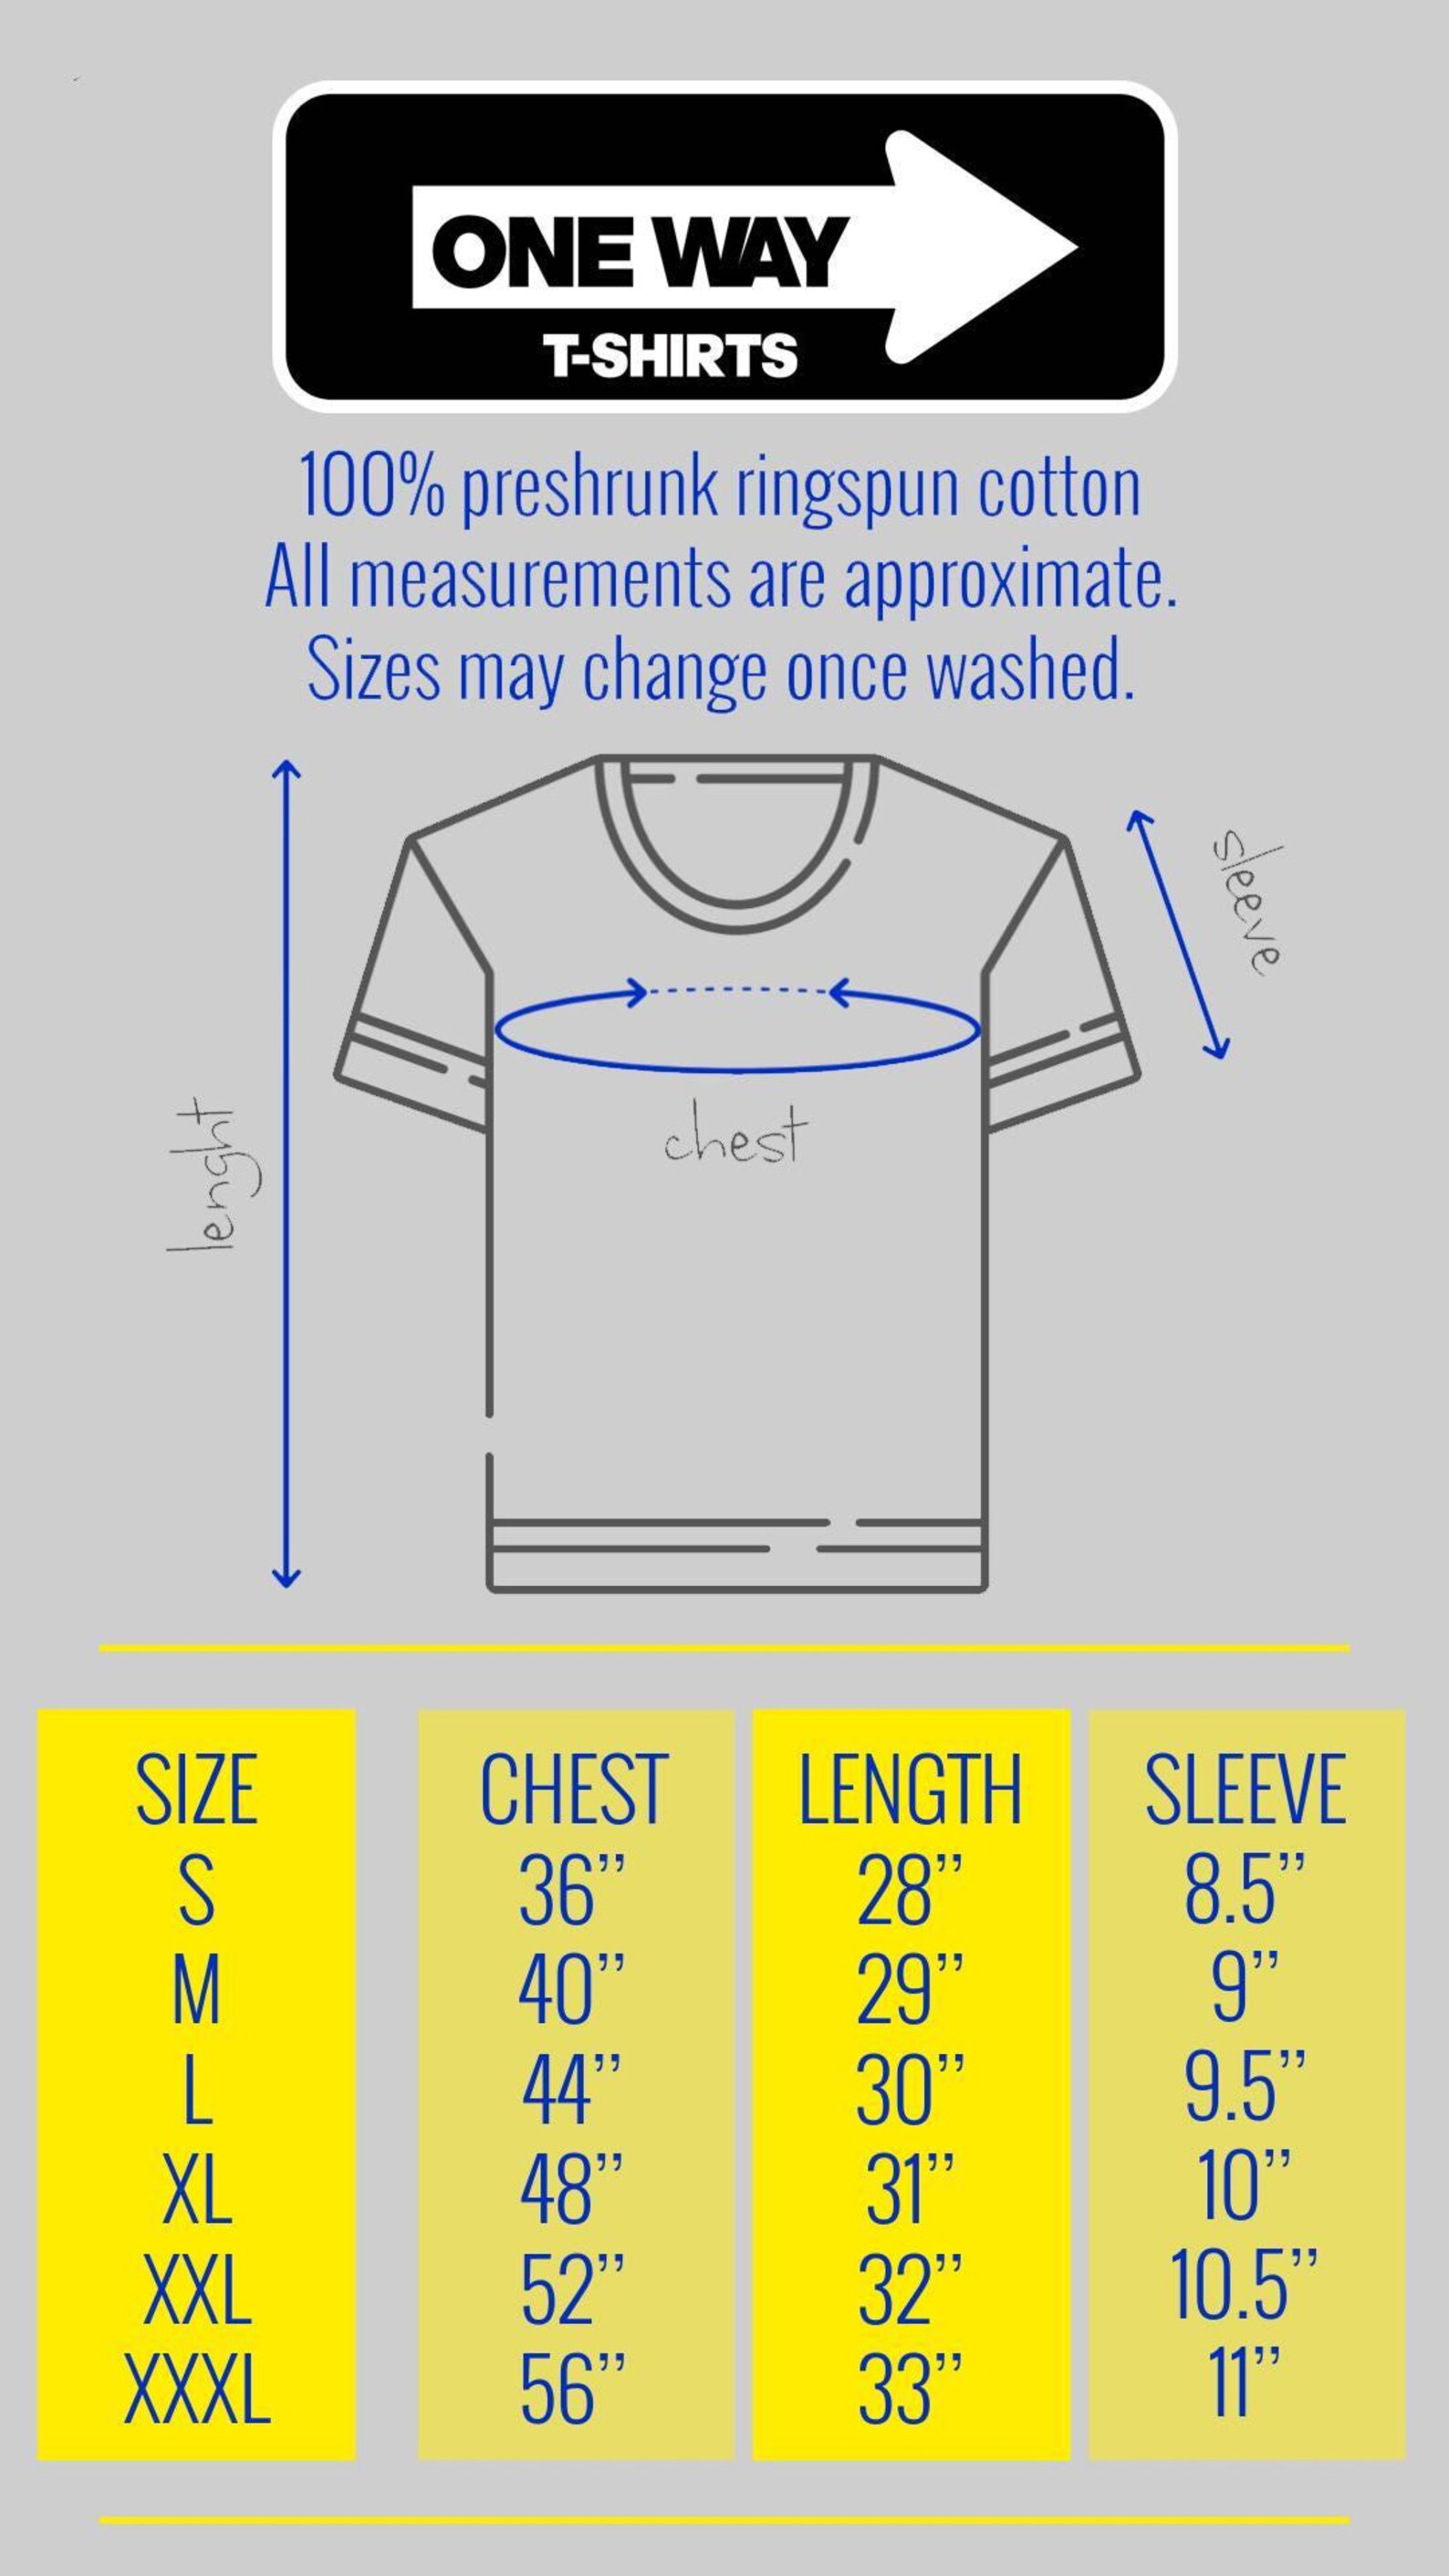 ONE WAY
T-SHIRTS
100% preshrunk ringspun cotton
All measurements are approximate.
Sizes may change once washed.
sleeve
chest
lenght
SIZE CHEST LENGTH SLEEVE
S 36” 28” 8.5”
M 40” 29” 9”
L 44” 30” 9.5”
XL 48” 31” 10”
XXL 52” 32” 10.5”
XXXL 56” 33” 11”